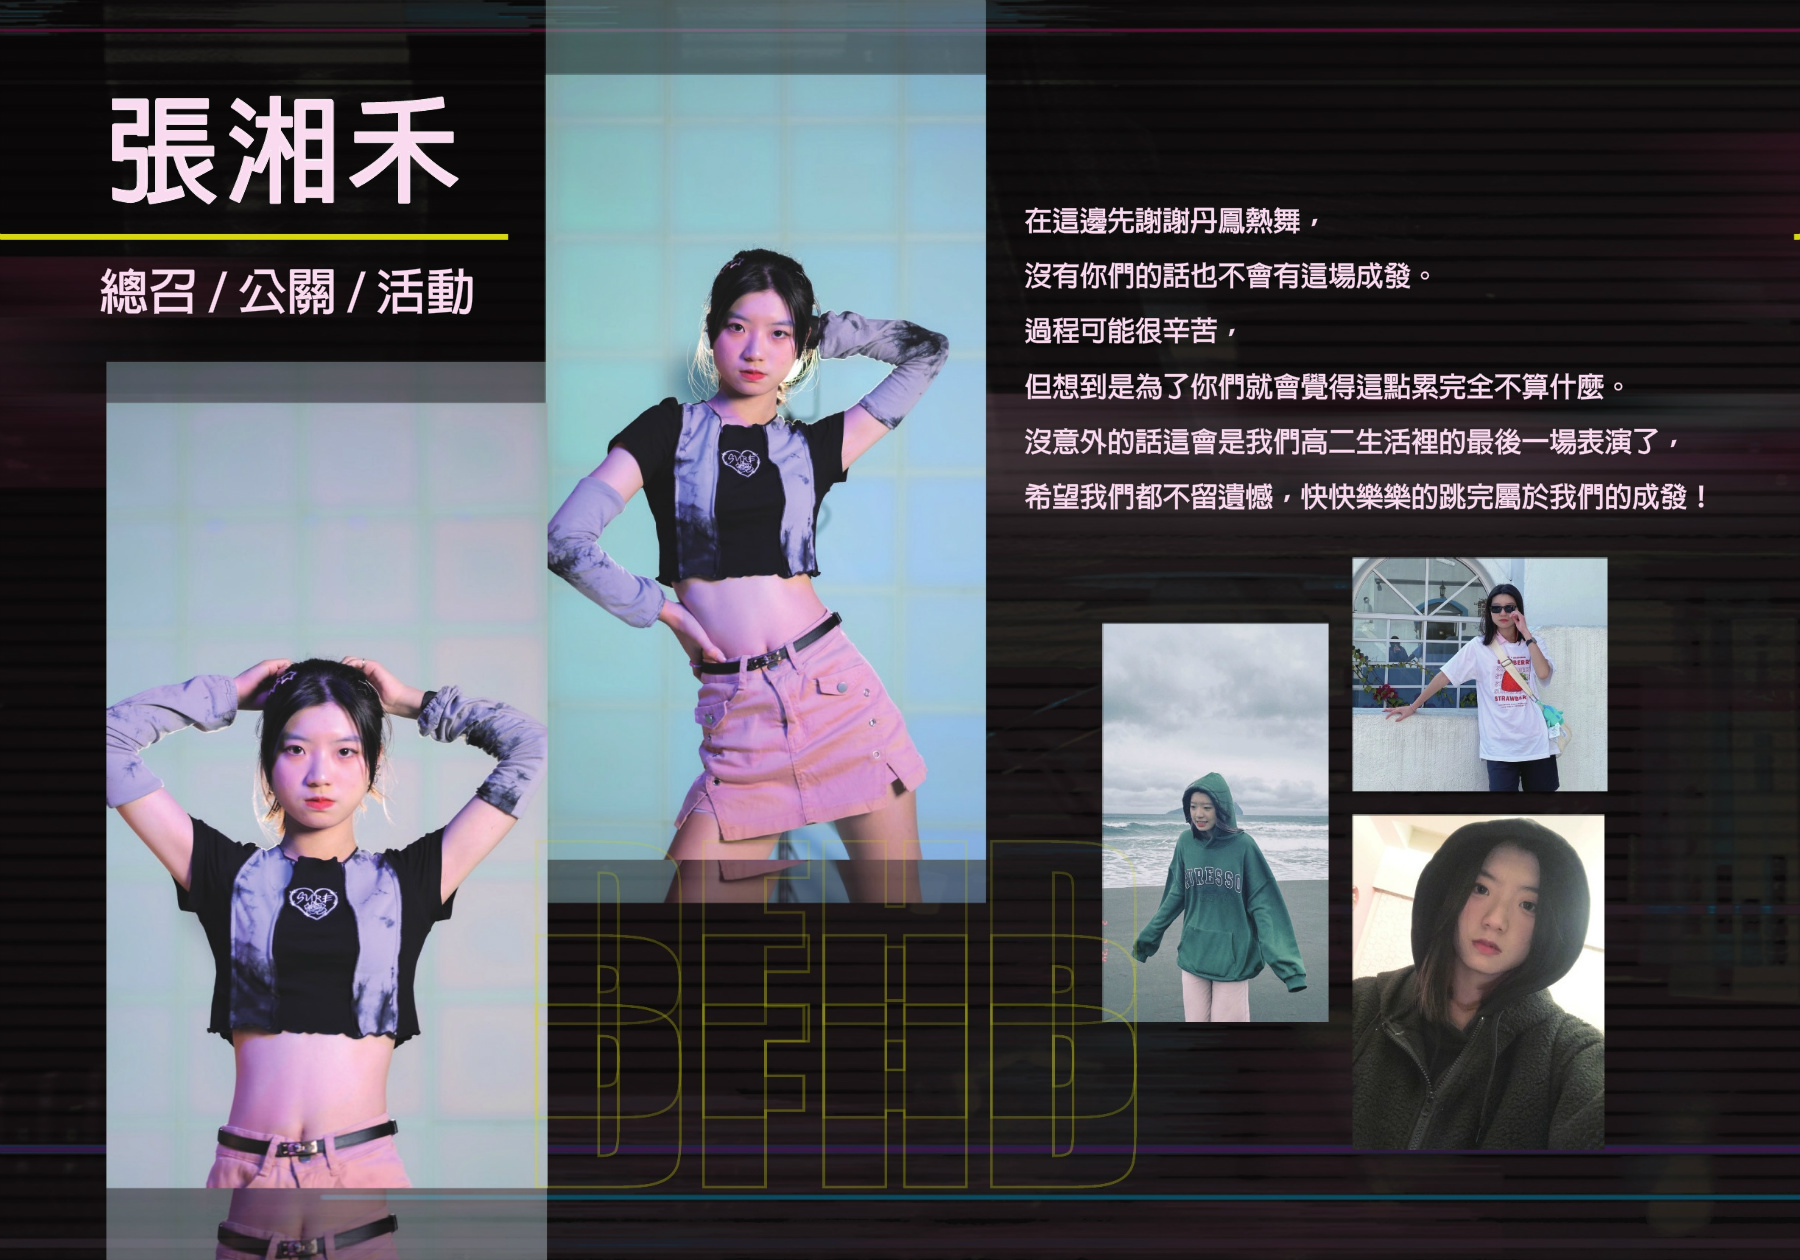 張湘禾
總召 / 公關 / 活動
在這邊先謝謝丹鳳熱舞，
沒有你們的話也不會有這場成發。
過程可能很辛苦，
但想到是為了你們就會覺得這點累完全不算什麼。
沒意外的話這會是我們高二生活裡的最後一場表演了，
希望我們都不留遺憾，快快樂樂的跳完屬於我們的成發！
SURE
SURE
BFHB
BFHB